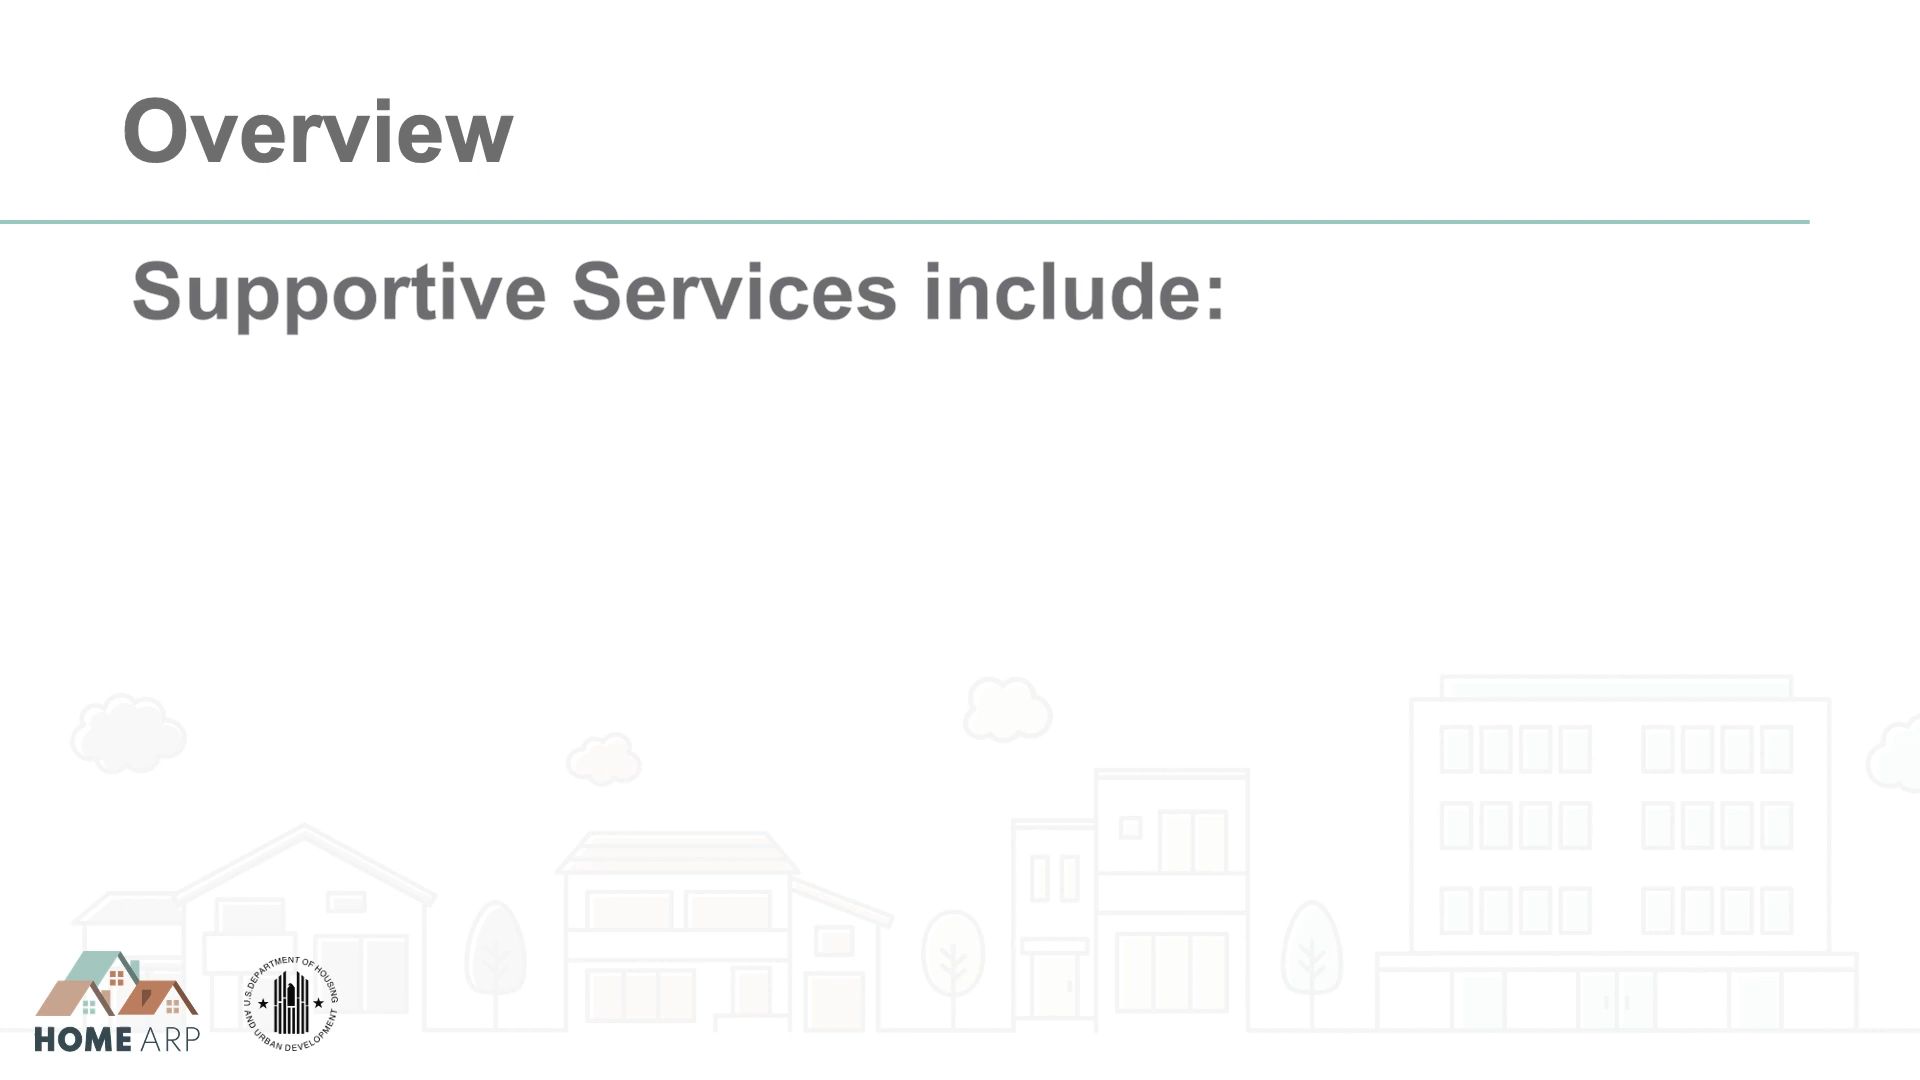 Overview
Supportive Services include:
HOME ARP
U.S. DEPARTMENT OF HOUSING
AND URBAN DEVELOPMENT